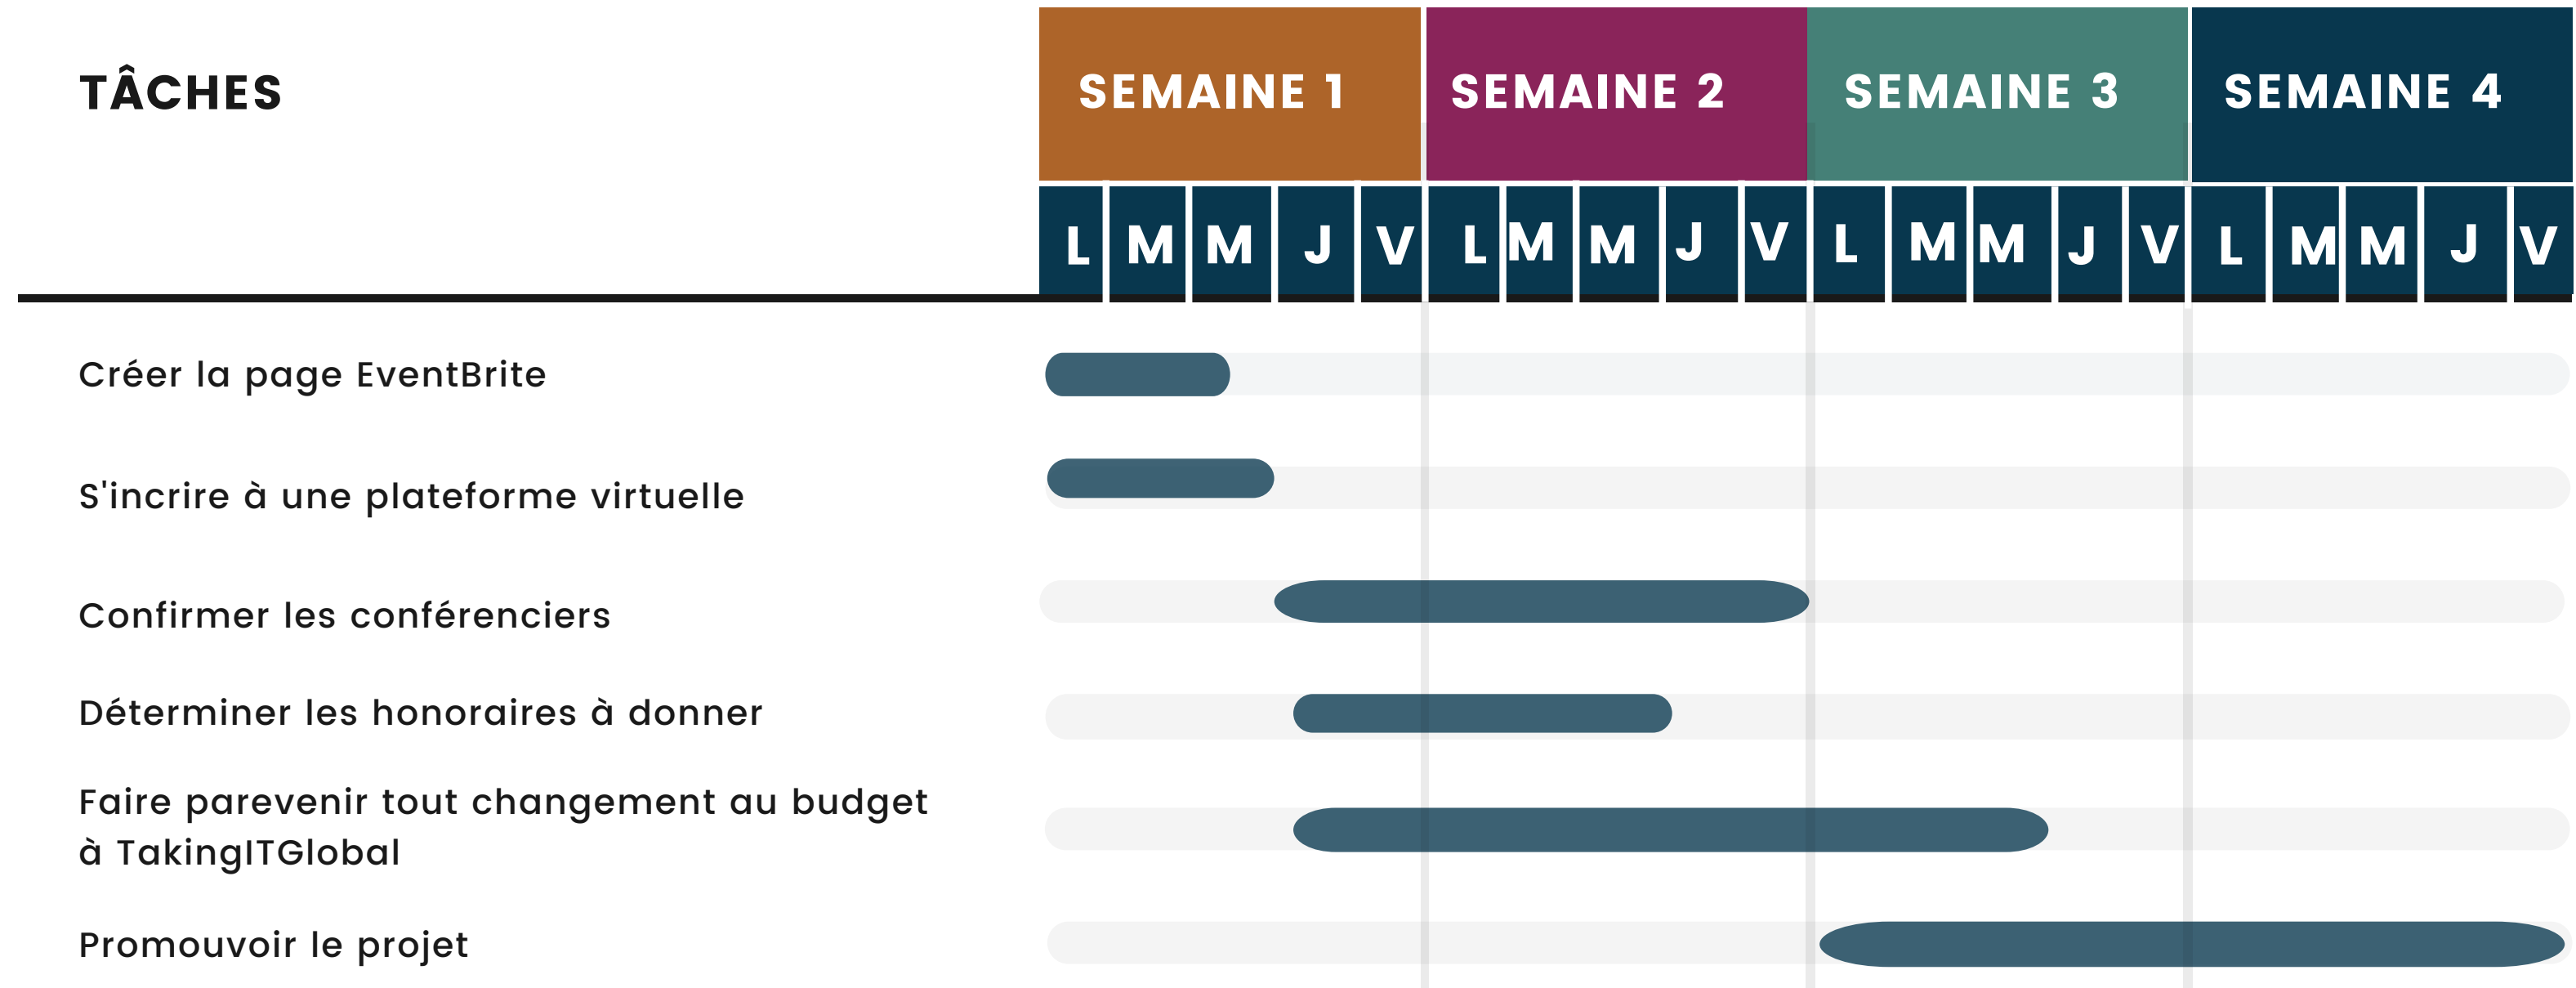 TÂCHES
SEMAINE 1 SEMAINE 2 SEMAINE 3 SEMAINE 4
L M M J V L M M J V L M M J V L M M J V
Créer la page EventBrite
S'incrire à une plateforme virtuelle
Confirmer les conférenciers
Déterminer les honoraires à donner
Faire parevenir tout changement au budget
à TakingITGlobal
Promouvoir le projet